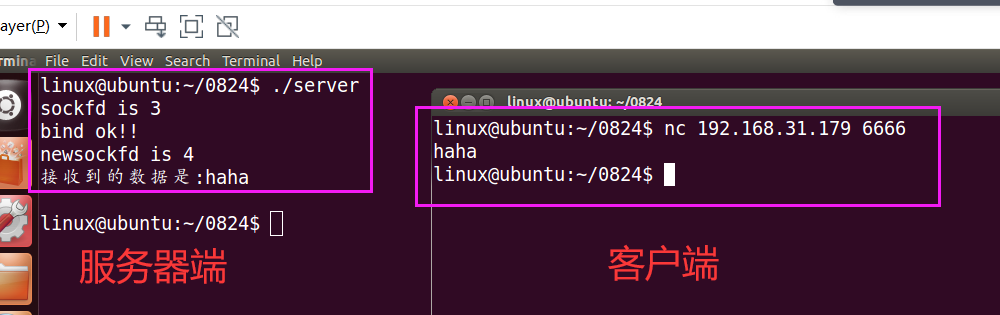 ayer(P)
rminal File Edit View Search Terminal Help
linux@ubuntu:~/0824$ ./server
sockfd is 3
bind ok!!
newsockfd is 4
接收到的数据是:haha
linux@ubuntu:~/0824$
服务器端
linux@ubuntu: ~/0824
linux@ubuntu:~/0824$ nc 192.168.31.179 6666
haha
linux@ubuntu:~/0824$
客户端